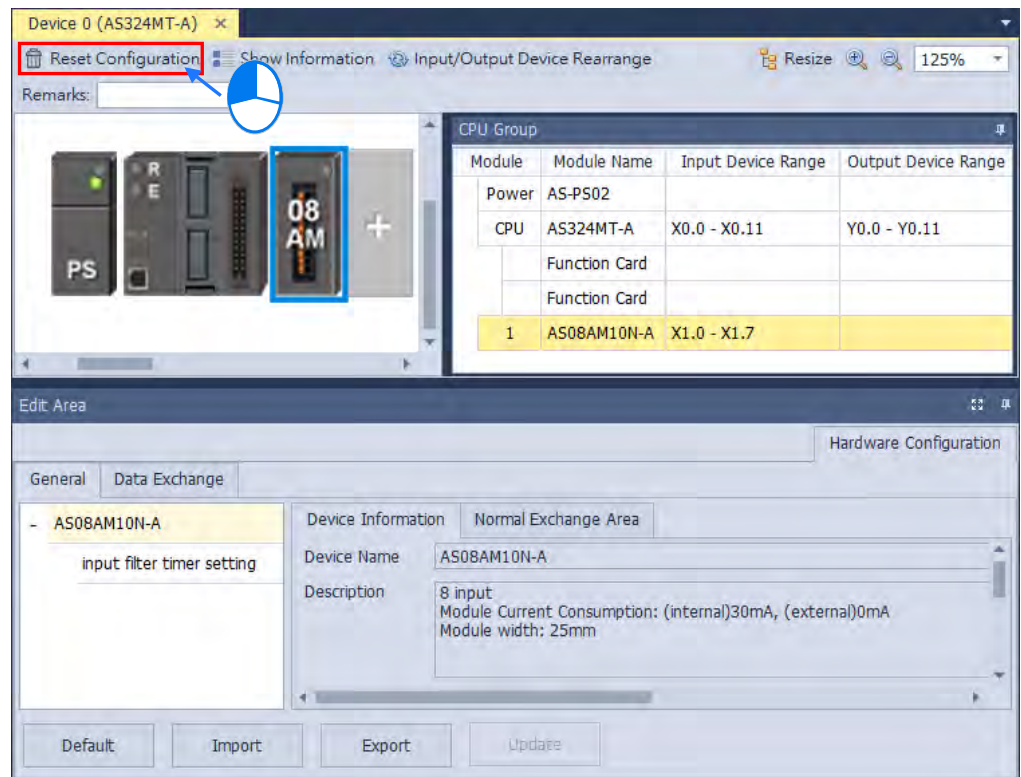 Device 0 (AS324MT-A) ×
Reset Configuration Show Information Input/Output Device Rearrange Resize 125%
Remarks:
R
E
PS
08
AM
+
CPU Group
Module Module Name Input Device Range Output Device Range
Power AS-PS02
CPU AS324MT-A X0.0 - X0.11 Y0.0 - Y0.11
Function Card
Function Card
1 AS08AM10N-A X1.0 - X1.7
Edit Area
Hardware Configuration
General Data Exchange
- AS08AM10N-A
input filter timer setting
Device Information Normal Exchange Area
Device Name AS08AM10N-A
Description 8 input
Module Current Consumption: (internal)30mA, (external)0mA
Module width: 25mm
Default Import Export Update